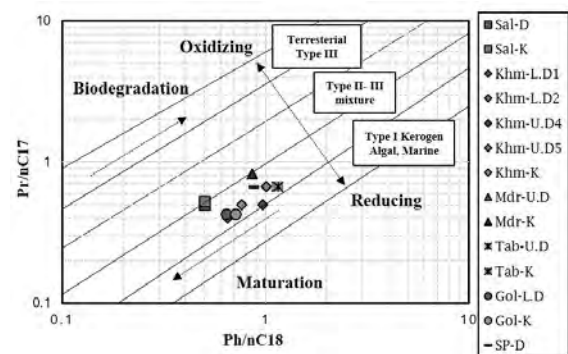 10
Oxidizing
Terresterial
Type III
Biodegradation
Type II- III
mixture
Type I Kerogen
Algal, Marine
Pr/nC17
1
Reducing
Maturation
0.1
0.1
1
10
Ph/nC18
Sal-D
Sal-K
Khm-L.D1
Khm-L.D2
Khm-U.D4
Khm-U.D5
Khm-K
Mdr-U.D
Mdr-K
Tab-U.D
Tab-K
Gol-L.D
Gol-K
SP-D